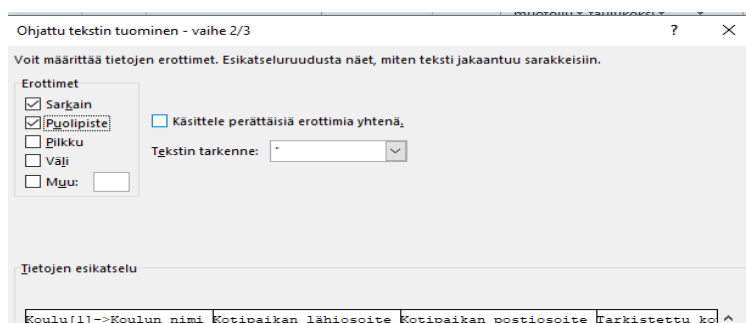 Ohjattu tekstin tuominen - vaihe 2/3
?
Voit määrittää tietojen erottimet. Esikatseluruudusta näet, miten teksti jakaantuu sarakkeisiin.
Erottimet
Sarkain
Puolipiste
Käsittele perättäisiä erottimia yhtenä.
Pilkku
Väli
Tekstin tarkenne: "
Muu:
Tietojen esikatselu
Koulu[1]->Koulun nimi Kotipaikan lähiosoite Kotipaikan postiosoite Tarkistettu ko